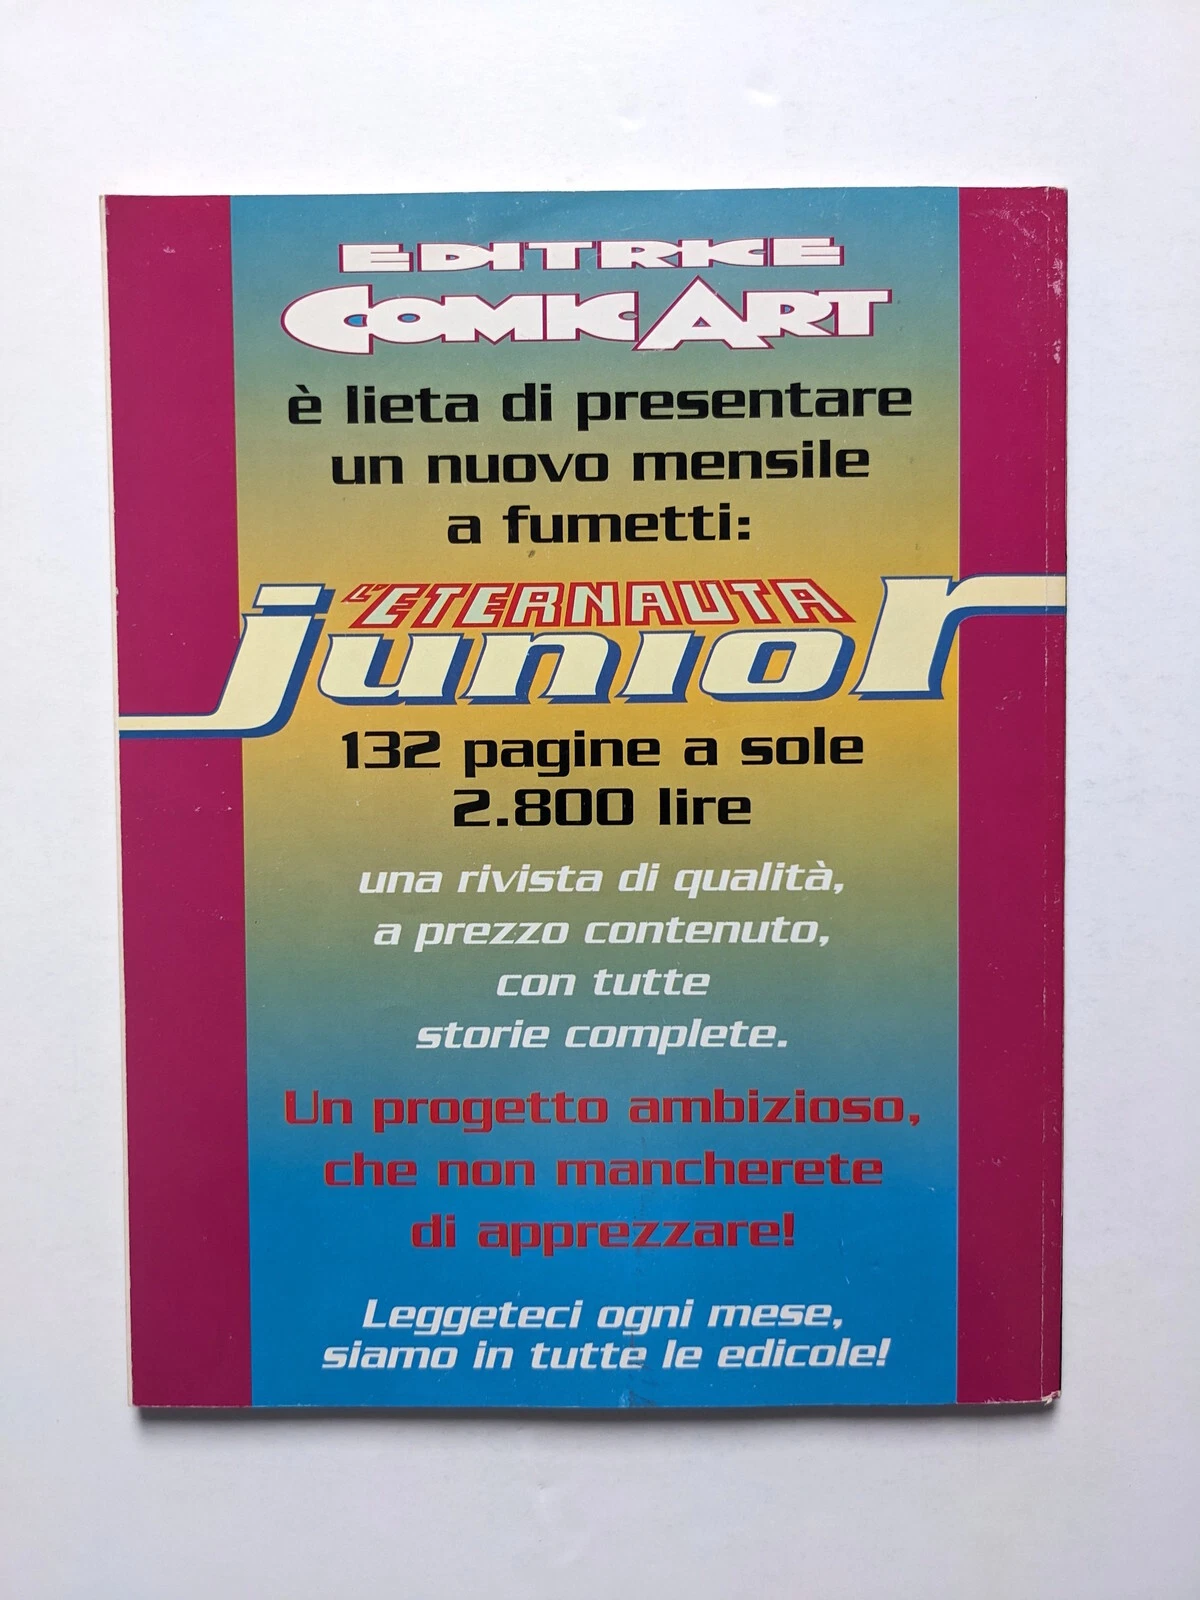 EDITRICE
COMIC ART
è lieta di presentare
un nuovo mensile
a fumetti:
L'ETERNAUTA
junior
132 pagine a sole
2.800 lire
una rivista di qualità,
a prezzo contenuto,
con tutte
storie complete.
Un progetto ambizioso,
che non mancherete
di apprezzare!
Leggeteci ogni mese,
siamo in tutte le edicole!